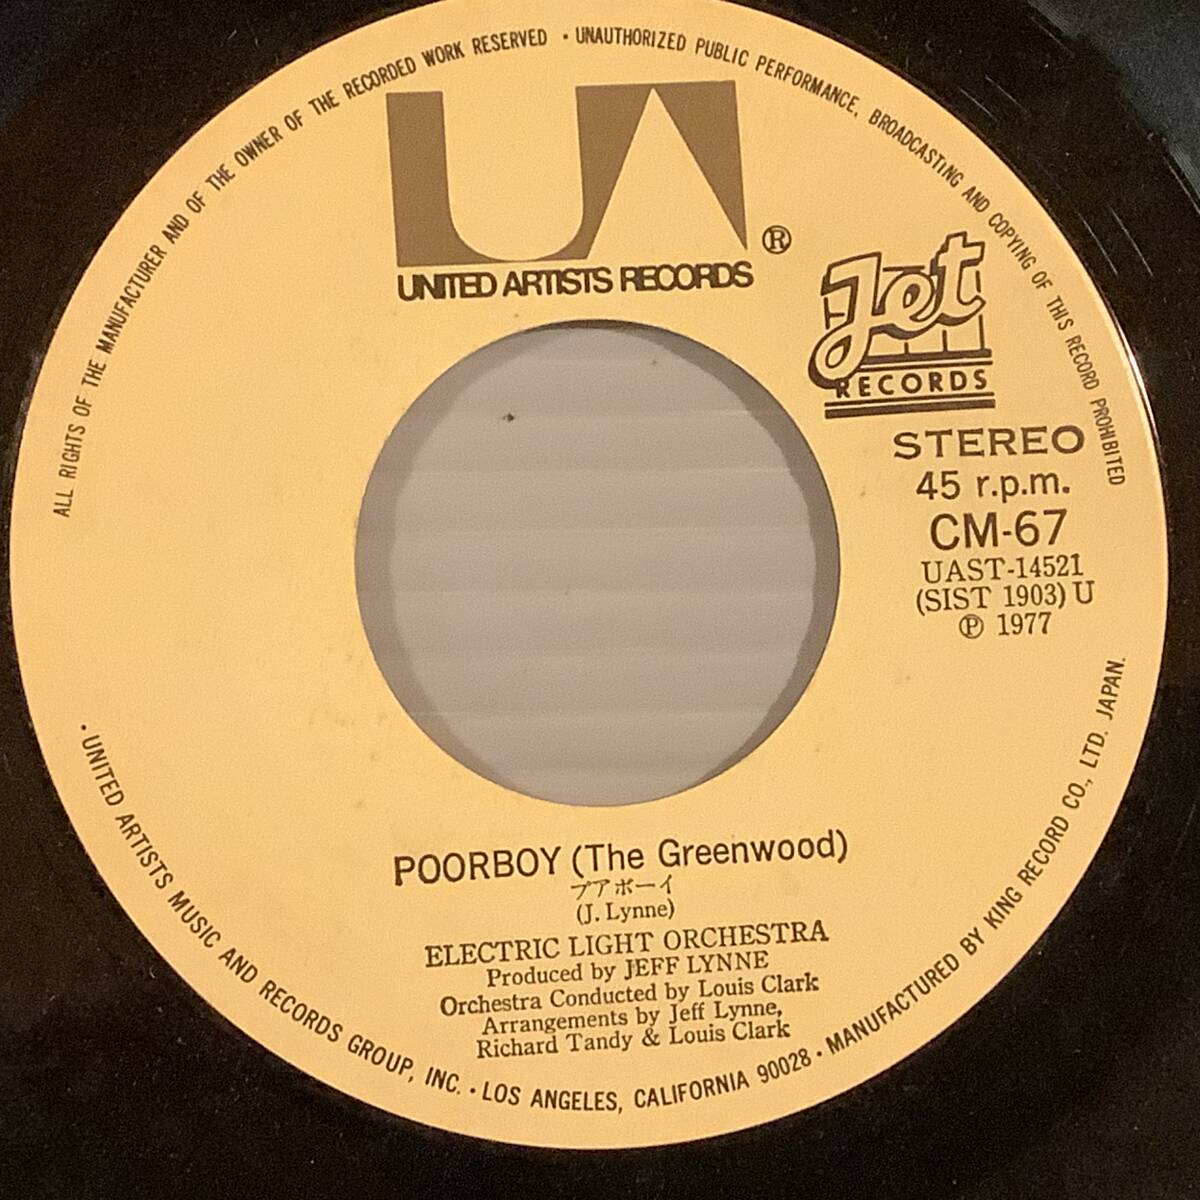 ALL RIGHTS OF THE MANUFACTURER AND OF THE OWNER OF THE RECORDED WORK RESERVED · UNAUTHORIZED PUBLIC PERFORMANCE, BROADCASTING AND COPYING OF THIS RECORD PROHIBITED
UA
®
UNITED ARTISTS RECORDS
Jet
RECORDS
STEREO
45 r.p.m.
CM-67
UAST-14521
(SIST 1903) U
℗ 1977
POORBOY (The Greenwood)
プアボーイ
(J. Lynne)
ELECTRIC LIGHT ORCHESTRA
Produced by JEFF LYNNE
Orchestra Conducted by Louis Clark
Arrangements by Jeff Lynne,
Richard Tandy & Louis Clark
· UNITED ARTISTS MUSIC AND RECORDS GROUP, INC. · LOS ANGELES, CALIFORNIA 90028 · MANUFACTURED BY KING RECORD CO., LTD. JAPAN.